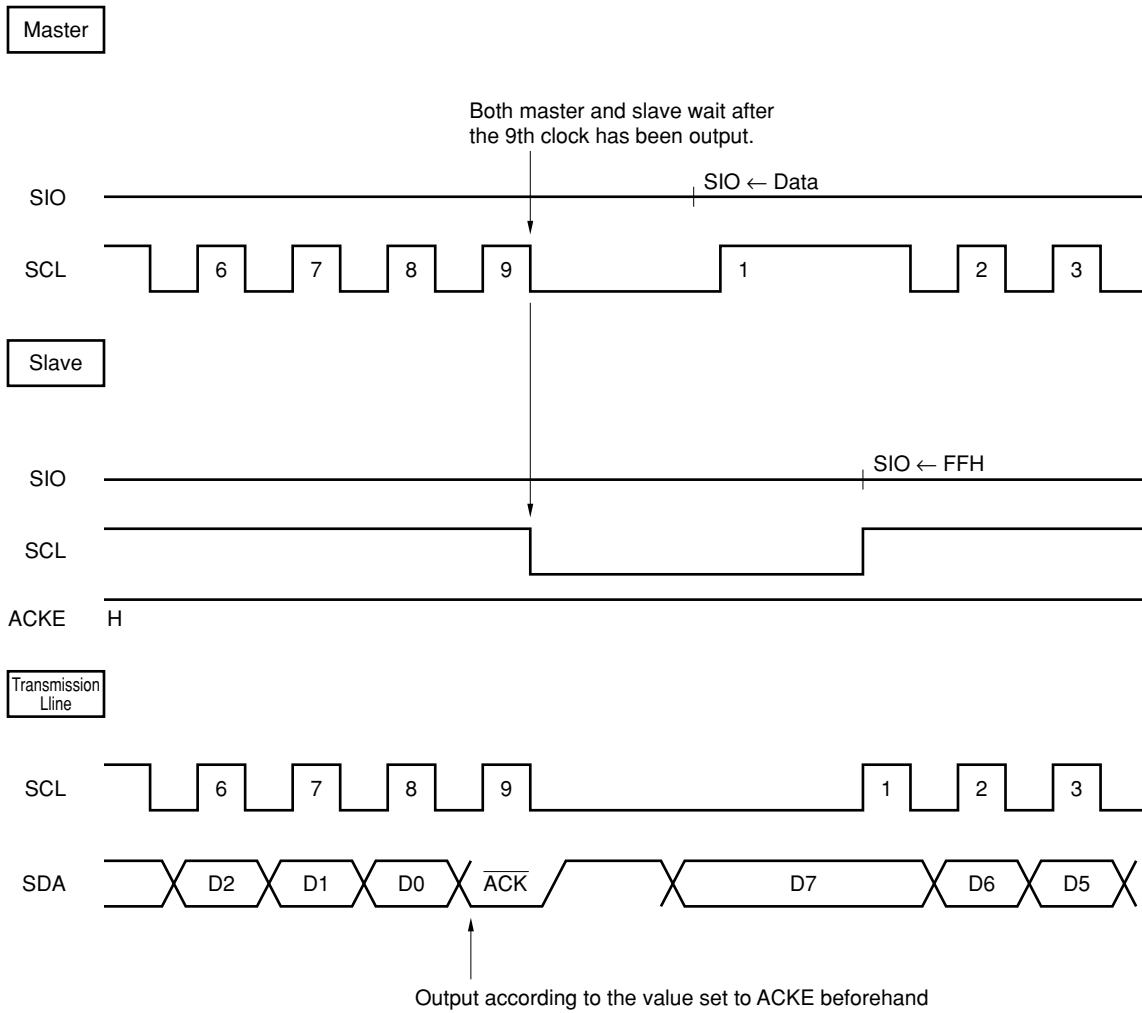 Master
Both master and slave wait after
the 9th clock has been output.
SIO ← Data
SIO
SCL 6 7 8 9 1 2 3
Slave
SIO ← FFH
SIO
SCL
ACKE H
Transmission
Lline
SCL 6 7 8 9 1 2 3
SDA D2 D1 D0 A̅C̅K̅ D7 D6 D5
Output according to the value set to ACKE beforehand